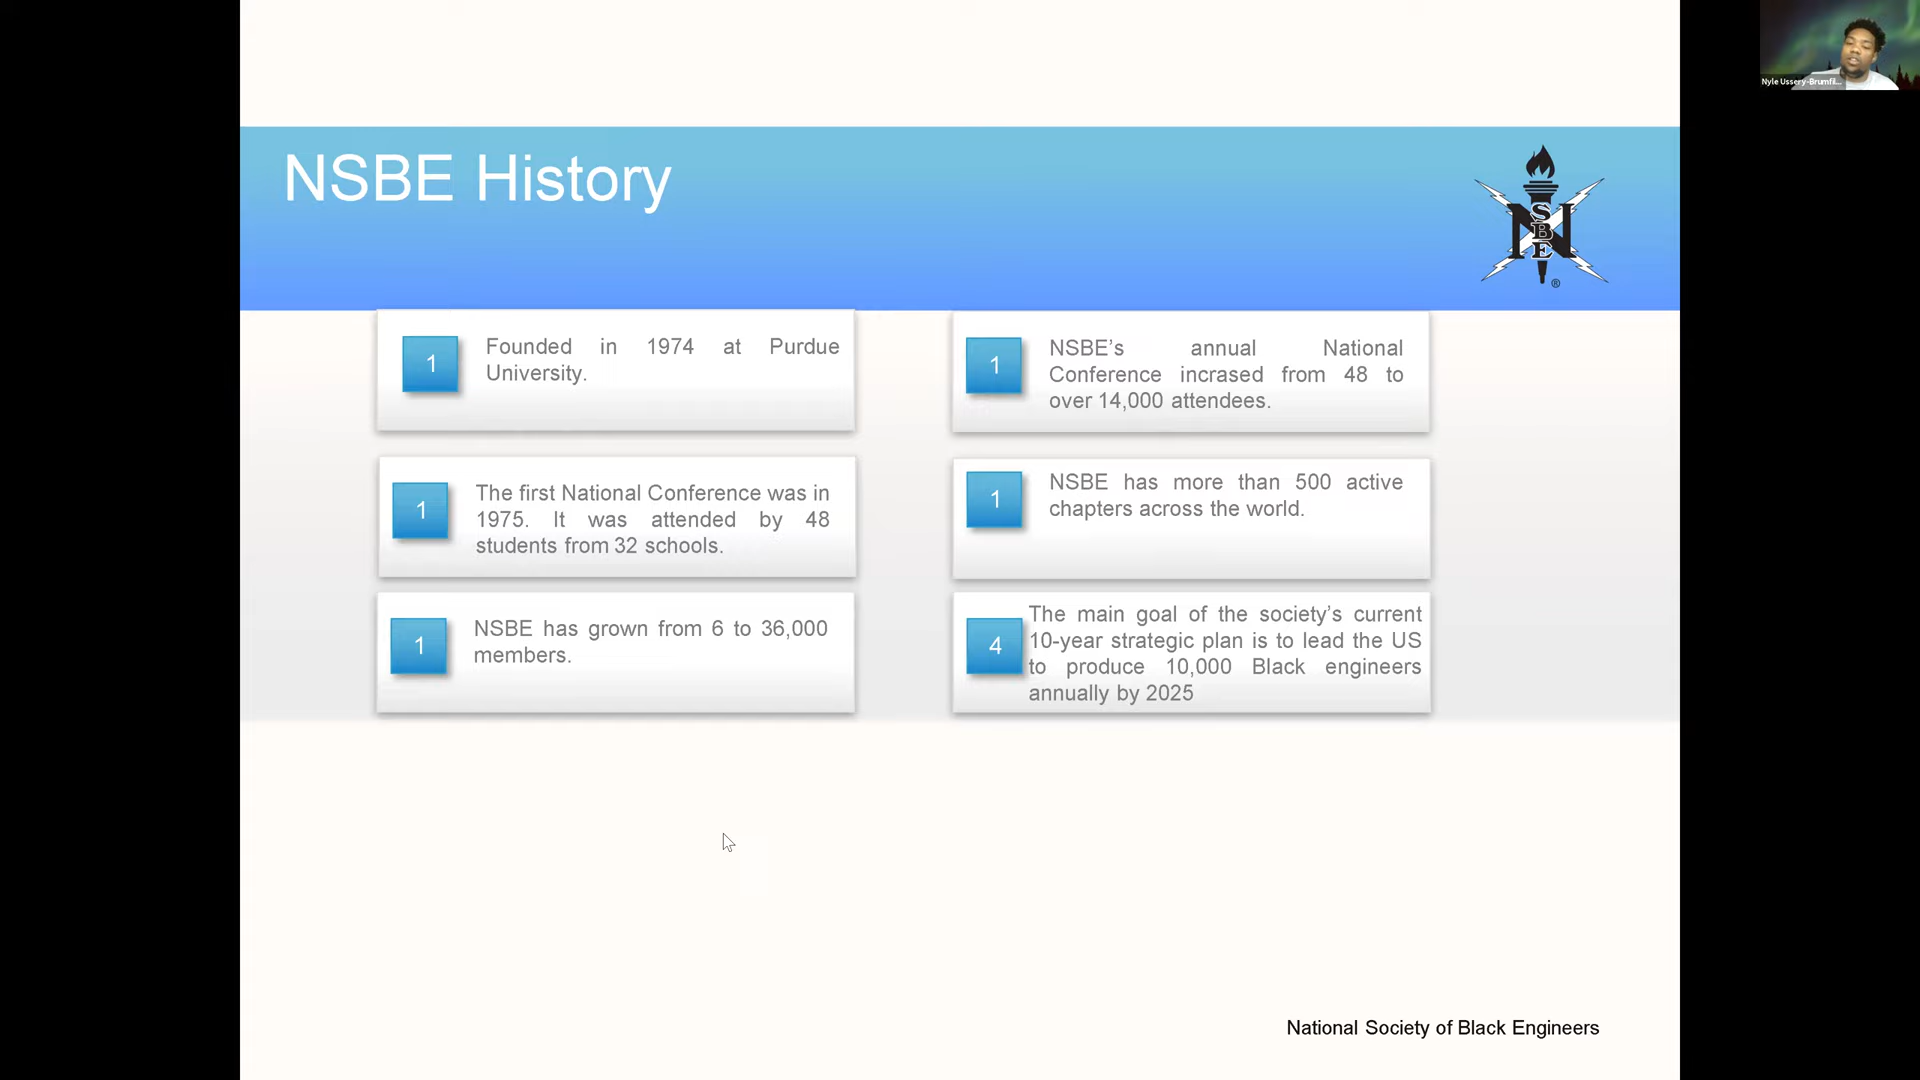 NSBE History
NSBE
®
1
Founded in 1974 at Purdue
University.
1
The first National Conference was in
1975. It was attended by 48
students from 32 schools.
1
NSBE has grown from 6 to 36,000
members.
1
NSBE’s annual National
Conference incrased from 48 to
over 14,000 attendees.
1
NSBE has more than 500 active
chapters across the world.
4
The main goal of the society’s current
10-year strategic plan is to lead the US
to produce 10,000 Black engineers
annually by 2025
National Society of Black Engineers
Nyle Ussery-Brumfil...